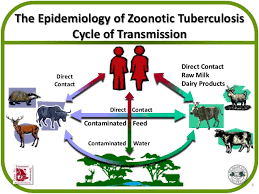 The Epidemiology of Zoonotic Tuberculosis
Cycle of Transmission
Direct
Contact
Direct Contact
Raw Milk
Dairy Products
Direct Contact
Contaminated Feed
Contaminated Water